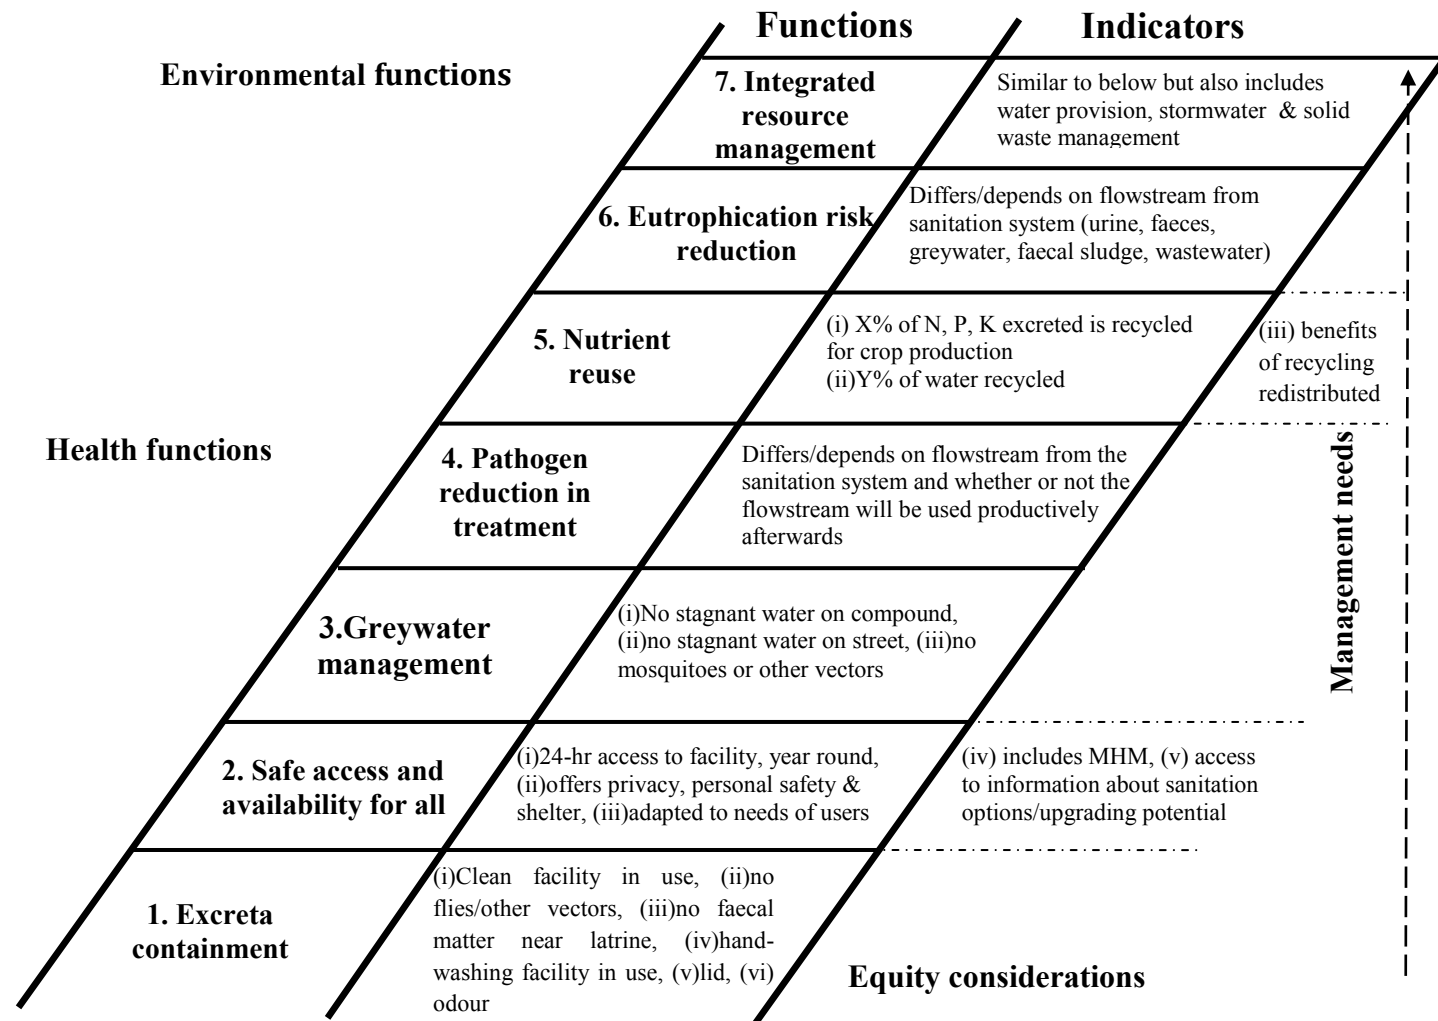 Functions
Indicators
Environmental functions
7. Integrated
resource
management
Similar to below but also includes
water provision, stormwater & solid
waste management
6. Eutrophication risk
reduction
Differs/depends on flowstream from
sanitation system (urine, faeces,
greywater, faecal sludge, wastewater)
5. Nutrient
reuse
(i) X% of N, P, K excreted is recycled
for crop production
(ii)Y% of water recycled
(iii) benefits
of recycling
redistributed
Health functions
4. Pathogen
reduction in
treatment
Differs/depends on flowstream from the
sanitation system and whether or not the
flowstream will be used productively
afterwards
Management needs
3.Greywater
management
(i)No stagnant water on compound,
(ii)no stagnant water on street, (iii)no
mosquitoes or other vectors
2. Safe access and
availability for all
(i)24-hr access to facility, year round,
(ii)offers privacy, personal safety &
shelter, (iii)adapted to needs of users
(iv) includes MHM, (v) access
to information about sanitation
options/upgrading potential
1. Excreta
containment
(i)Clean facility in use, (ii)no
flies/other vectors, (iii)no faecal
matter near latrine, (iv)hand-
washing facility in use, (v)lid, (vi)
odour
Equity considerations